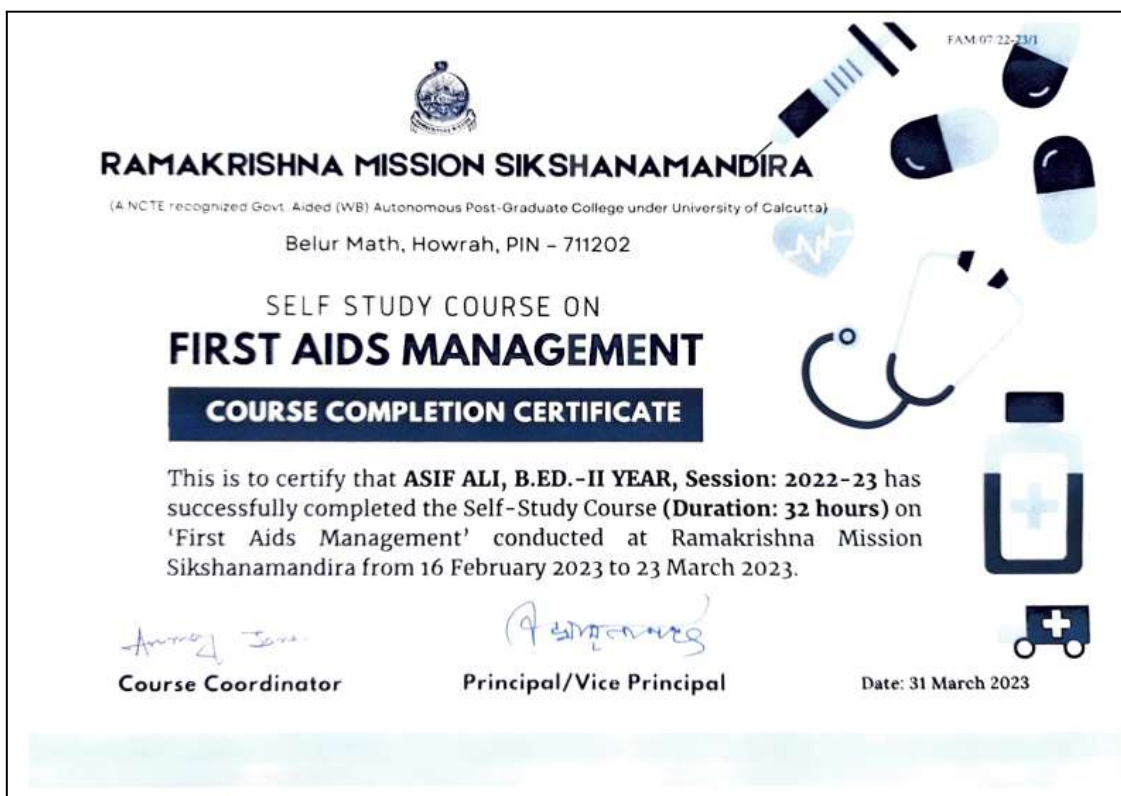 FAM/07/22-23/1
RAMAKRISHNA MISSION SIKSHANAMANDIRA
(A NCTE recognized Govt. Aided (WB) Autonomous Post-Graduate College under University of Calcutta)
Belur Math, Howrah, PIN – 711202
SELF STUDY COURSE ON
FIRST AIDS MANAGEMENT
COURSE COMPLETION CERTIFICATE
This is to certify that ASIF ALI, B.ED.-II YEAR, Session: 2022-23 has
successfully completed the Self-Study Course (Duration: 32 hours) on
‘First Aids Management’ conducted at Ramakrishna Mission
Sikshanamandira from 16 February 2023 to 23 March 2023.
Course Coordinator
Principal/Vice Principal
Date: 31 March 2023